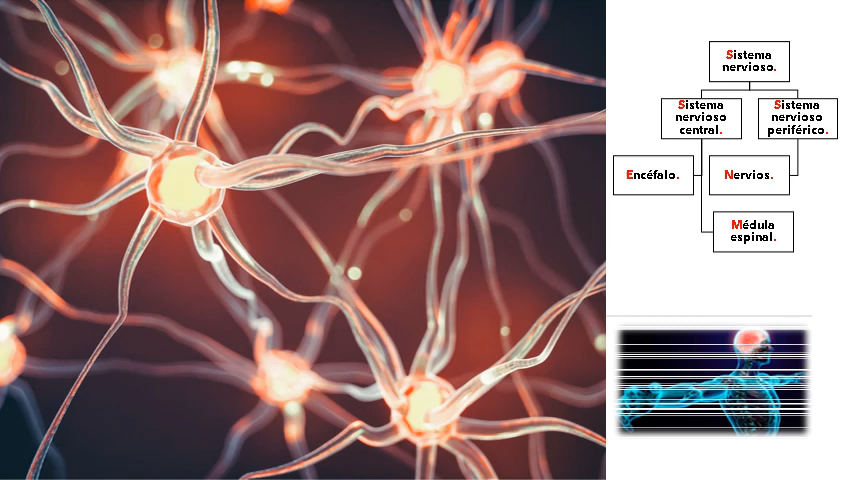 Sistema
nervioso.
Sistema
nervioso
central.
Sistema
nervioso
periférico.
Encéfalo.
Nervios.
Médula
espinal.